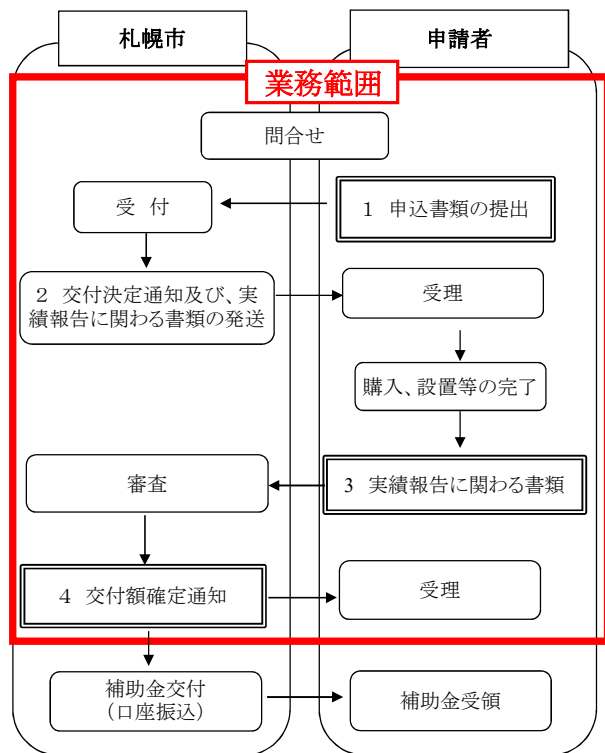 札幌市
申請者
業務範囲
問合せ
受 付
1 申込書類の提出
2 交付決定通知及び、実
績報告に関わる書類の発送
受理
購入、設置等の完了
審査
3 実績報告に関わる書類
4 交付額確定通知
受理
補助金交付
(口座振込)
補助金受領